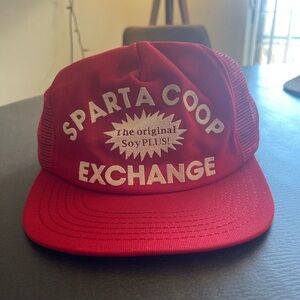 SPARTA COOP
The original
SoyPLUS!
EXCHANGE